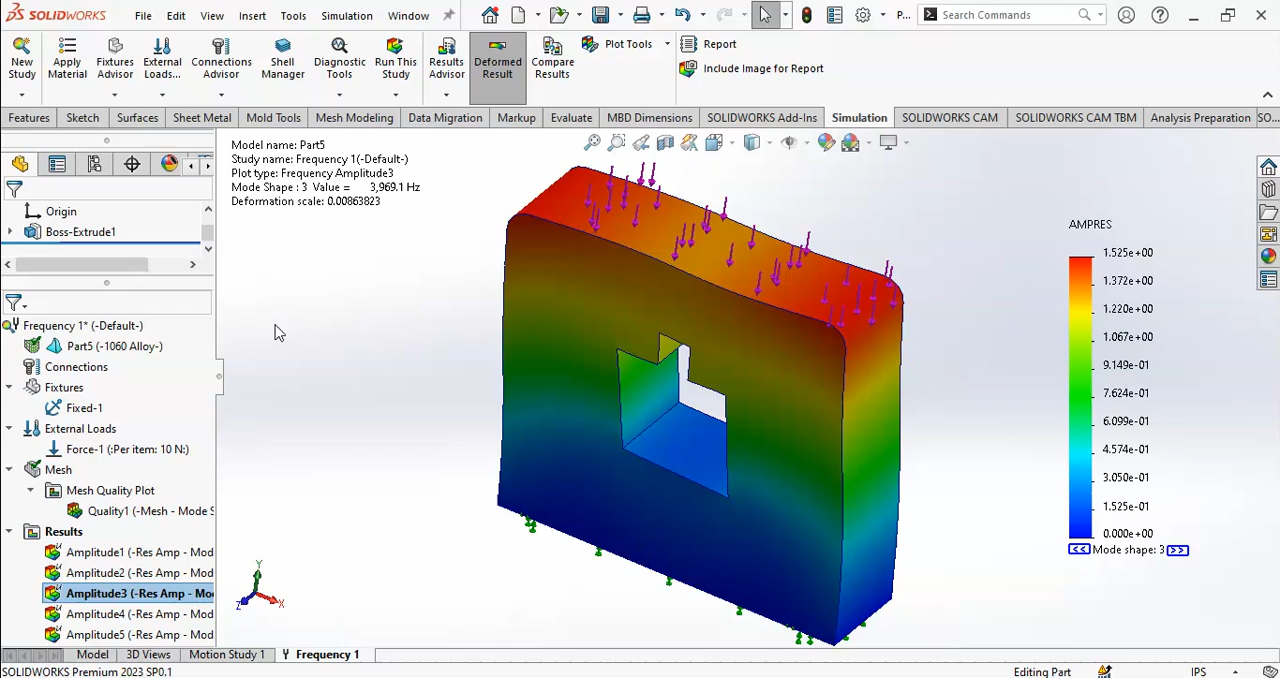 SOLIDWORKS File Edit View Insert Tools Simulation Window P... Search Commands
New Study
Apply Material
Fixtures Advisor
External Loads...
Connections Advisor
Shell Manager
Diagnostic Tools
Run This Study
Results Advisor
Deformed Result
Compare Results
Plot Tools
Report
Include Image for Report
Features Sketch Surfaces Sheet Metal Mold Tools Mesh Modeling Data Migration Markup Evaluate MBD Dimensions SOLIDWORKS Add-Ins Simulation SOLIDWORKS CAM SOLIDWORKS CAM TBM Analysis Preparation SO...
Origin
Boss-Extrude1
Frequency 1* (-Default-)
Part5 (-1060 Alloy-)
Connections
Fixtures
Fixed-1
External Loads
Force-1 (:Per item: 10 N:)
Mesh
Mesh Quality Plot
Quality1 (-Mesh - Mode S
Results
Amplitude1 (-Res Amp - Mod
Amplitude2 (-Res Amp - Mod
Amplitude3 (-Res Amp - Mod
Amplitude4 (-Res Amp - Mod
Amplitude5 (-Res Amp - Mod
Model name: Part5
Study name: Frequency 1(-Default-)
Plot type: Frequency Amplitude3
Mode Shape : 3 Value = 3,969.1 Hz
Deformation scale: 0.00863823
Y
Z
X
AMPRES
1.525e+00
1.372e+00
1.220e+00
1.067e+00
9.149e-01
7.624e-01
6.099e-01
4.574e-01
3.050e-01
1.525e-01
0.000e+00
<< Mode shape: 3 >>
Model 3D Views Motion Study 1 Frequency 1
SOLIDWORKS Premium 2023 SP0.1 Editing Part IPS